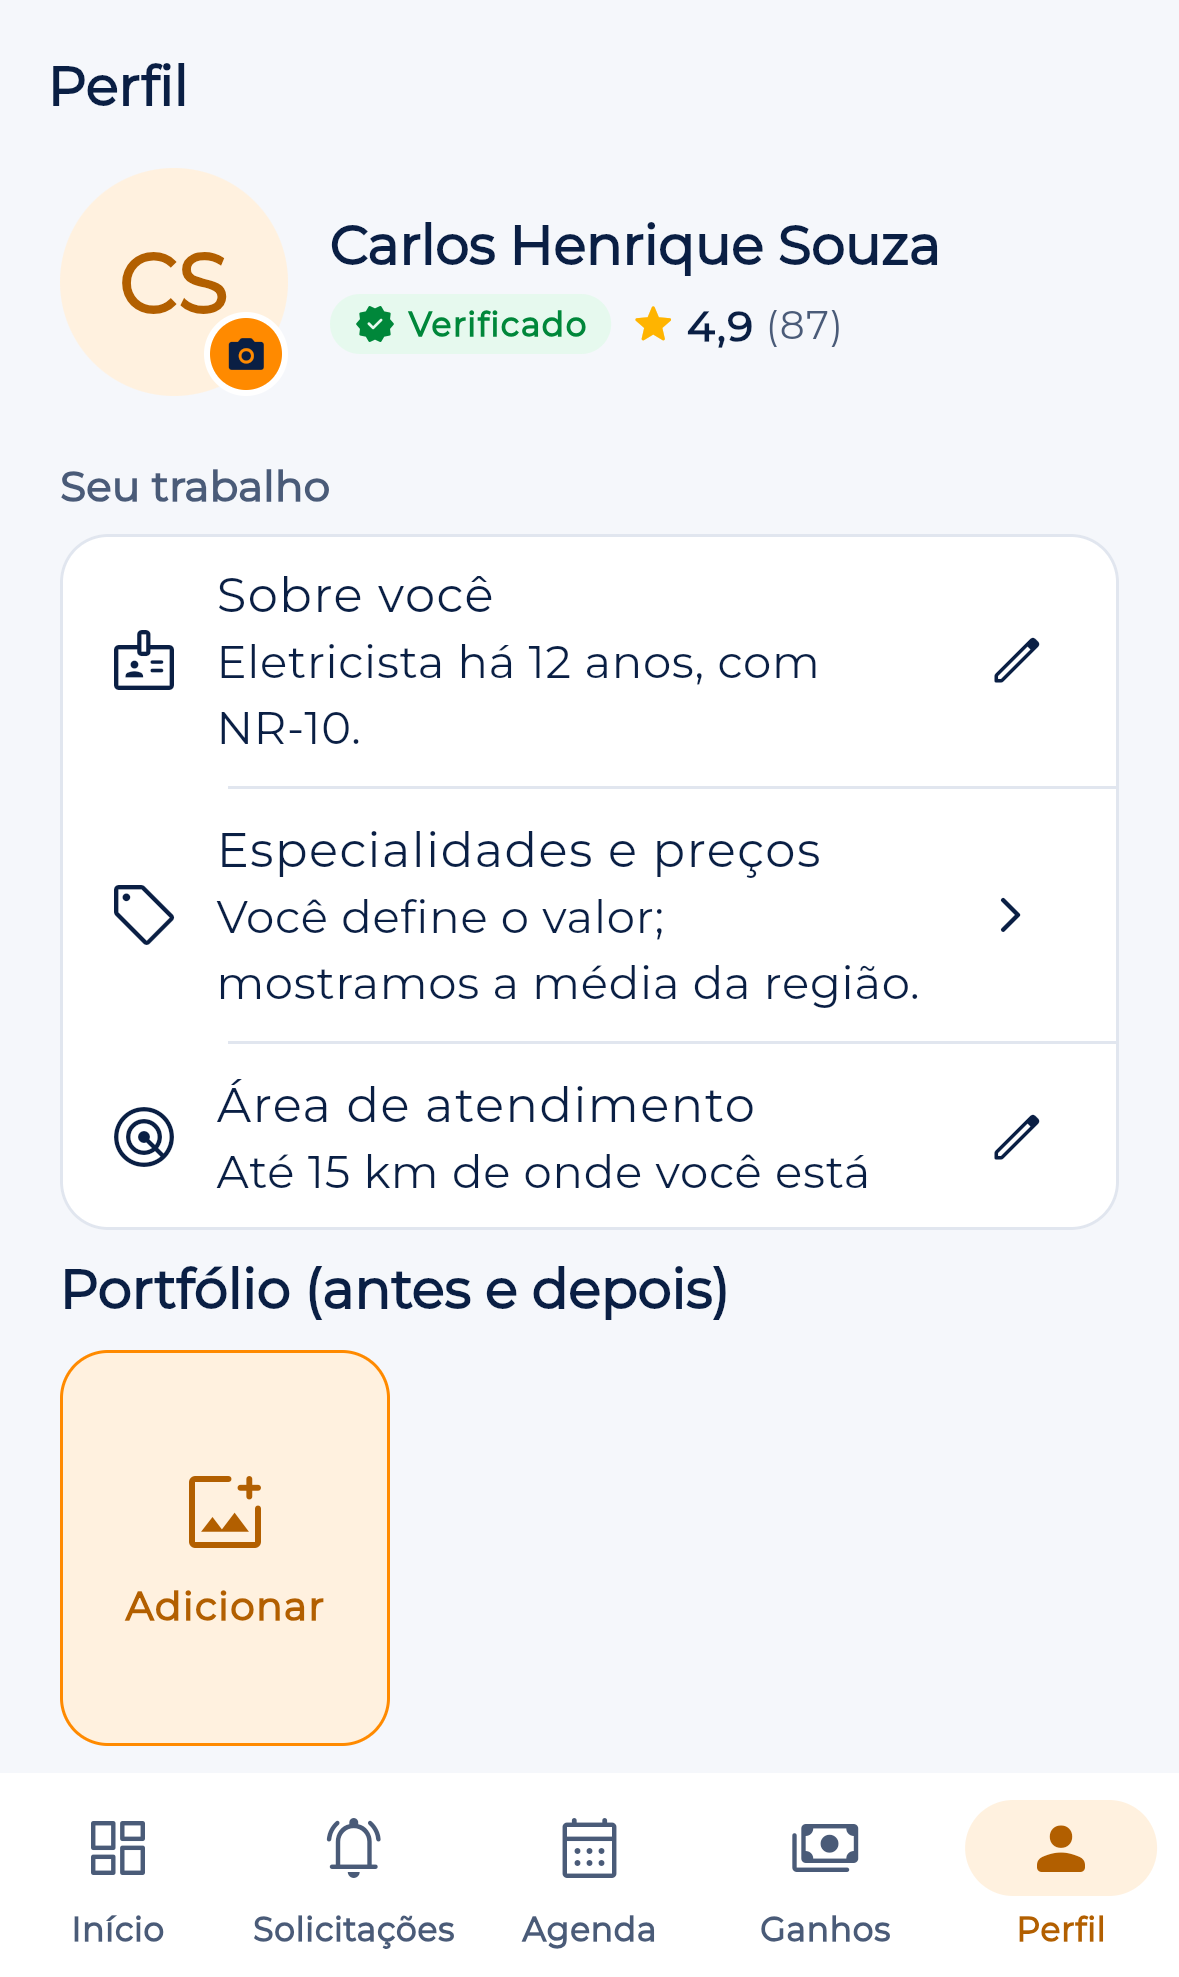 Perfil
CS
Carlos Henrique Souza
Verificado 4,9 (87)
Seu trabalho
Sobre você
Eletricista há 12 anos, com
NR-10.
Especialidades e preços
Você define o valor;
mostramos a média da região.
Área de atendimento
Até 15 km de onde você está
Portfólio (antes e depois)
Adicionar
Início Solicitações Agenda Ganhos Perfil